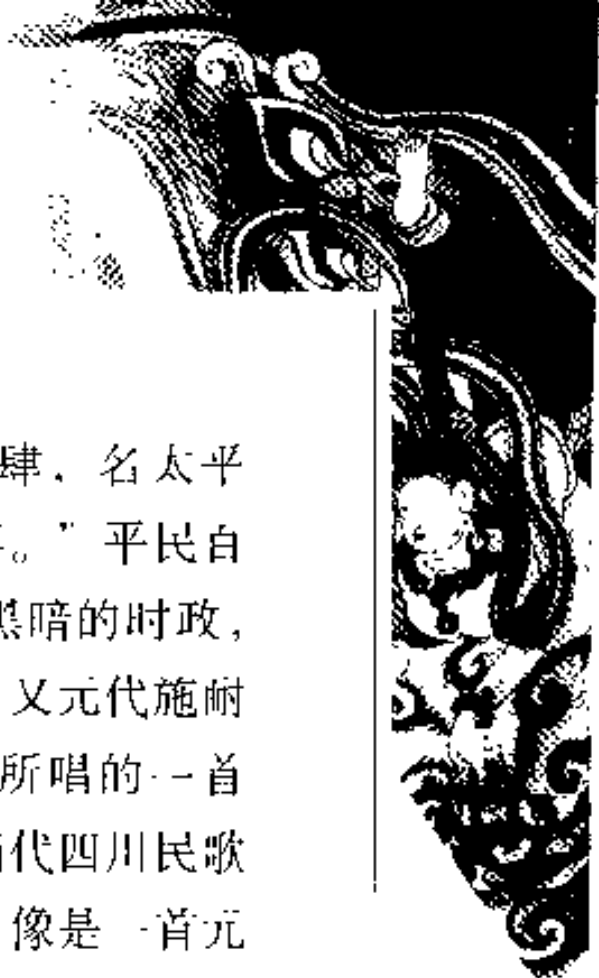 肆，名太平
。”平民自
黑暗的时政，
又元代施耐
所唱的一首
代四川民歌
像是一首元